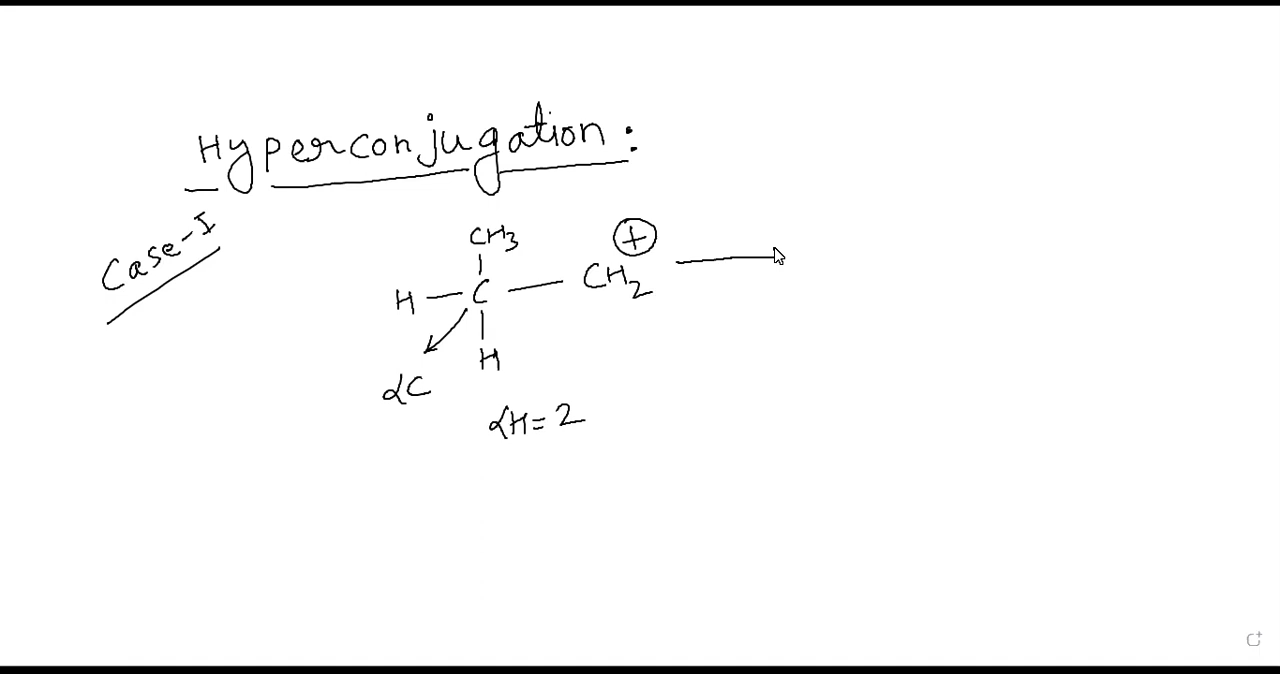 Hyperconjugation:
Case-I
CH3
H-C-CH2 +
H
αC
αH=2
C+